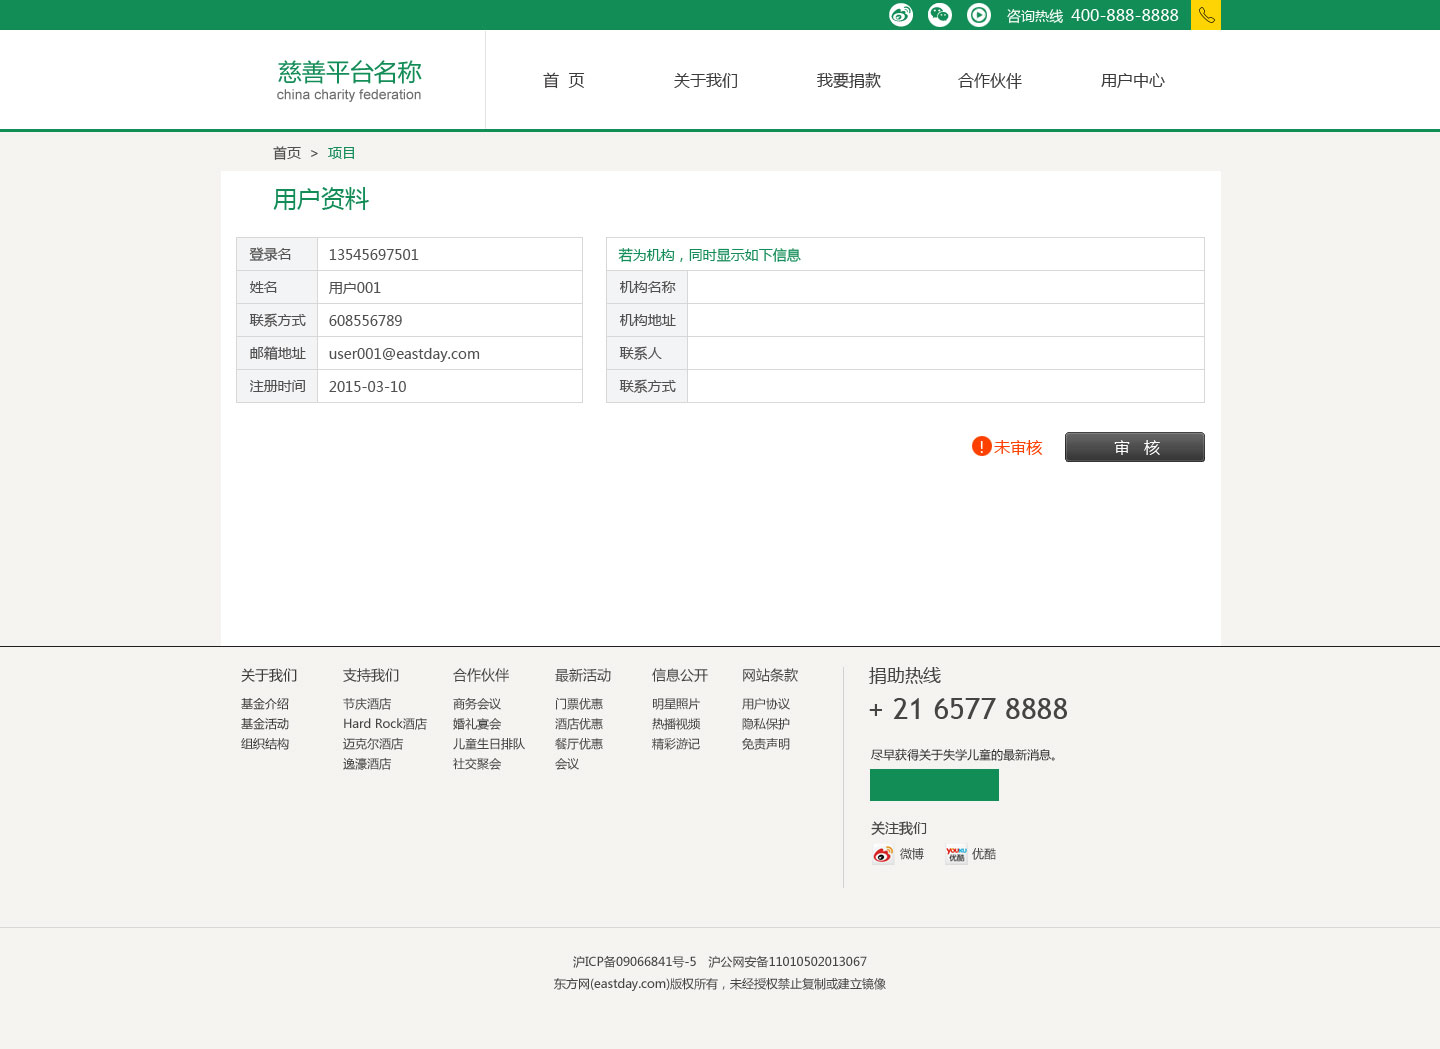 咨询热线 400-888-8888
慈善平台名称
china charity federation
首 页 关于我们 我要捐款 合作伙伴 用户中心
首页 > 项目
用户资料
登录名 13545697501
姓名 用户001
联系方式 608556789
邮箱地址 user001@eastday.com
注册时间 2015-03-10
若为机构，同时显示如下信息
机构名称
机构地址
联系人
联系方式
!未审核 审 核
关于我们
基金介绍
基金活动
组织结构
支持我们
节庆酒店
Hard Rock酒店
迈克尔酒店
逸濠酒店
合作伙伴
商务会议
婚礼宴会
儿童生日排队
社交聚会
最新活动
门票优惠
酒店优惠
餐厅优惠
会议
信息公开
明星照片
热播视频
精彩游记
网站条款
用户协议
隐私保护
免责声明
捐助热线
+ 21 6577 8888
尽早获得关于失学儿童的最新消息。
关注我们
微博 YOUKU 优酷 优酷
沪ICP备09066841号-5 沪公网安备11010502013067
东方网(eastday.com)版权所有，未经授权禁止复制或建立镜像